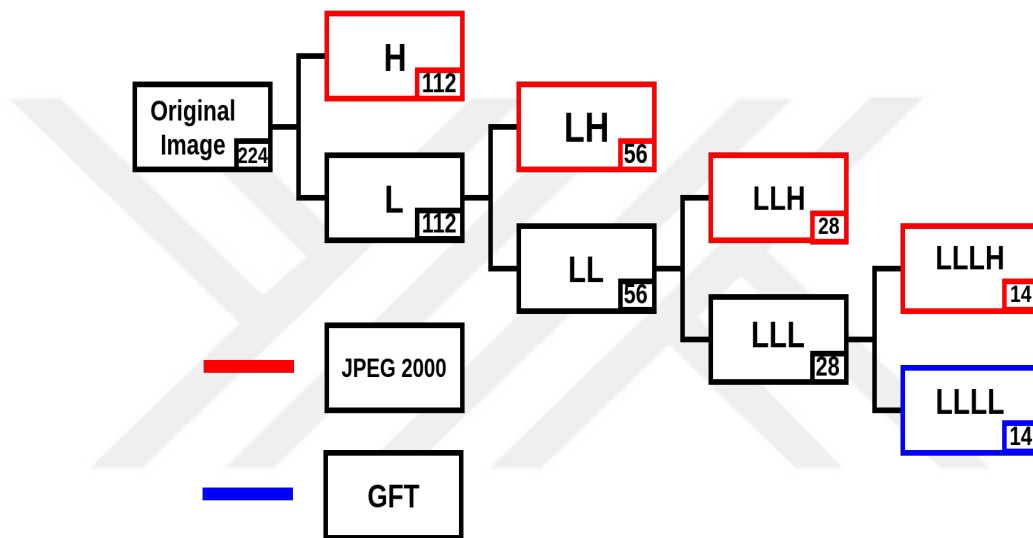 H
112
Original
Image
224
LH
56
L
112
LLH
28
LL
56
LLLH
14
LLL
28
JPEG 2000
LLLL
14
GFT